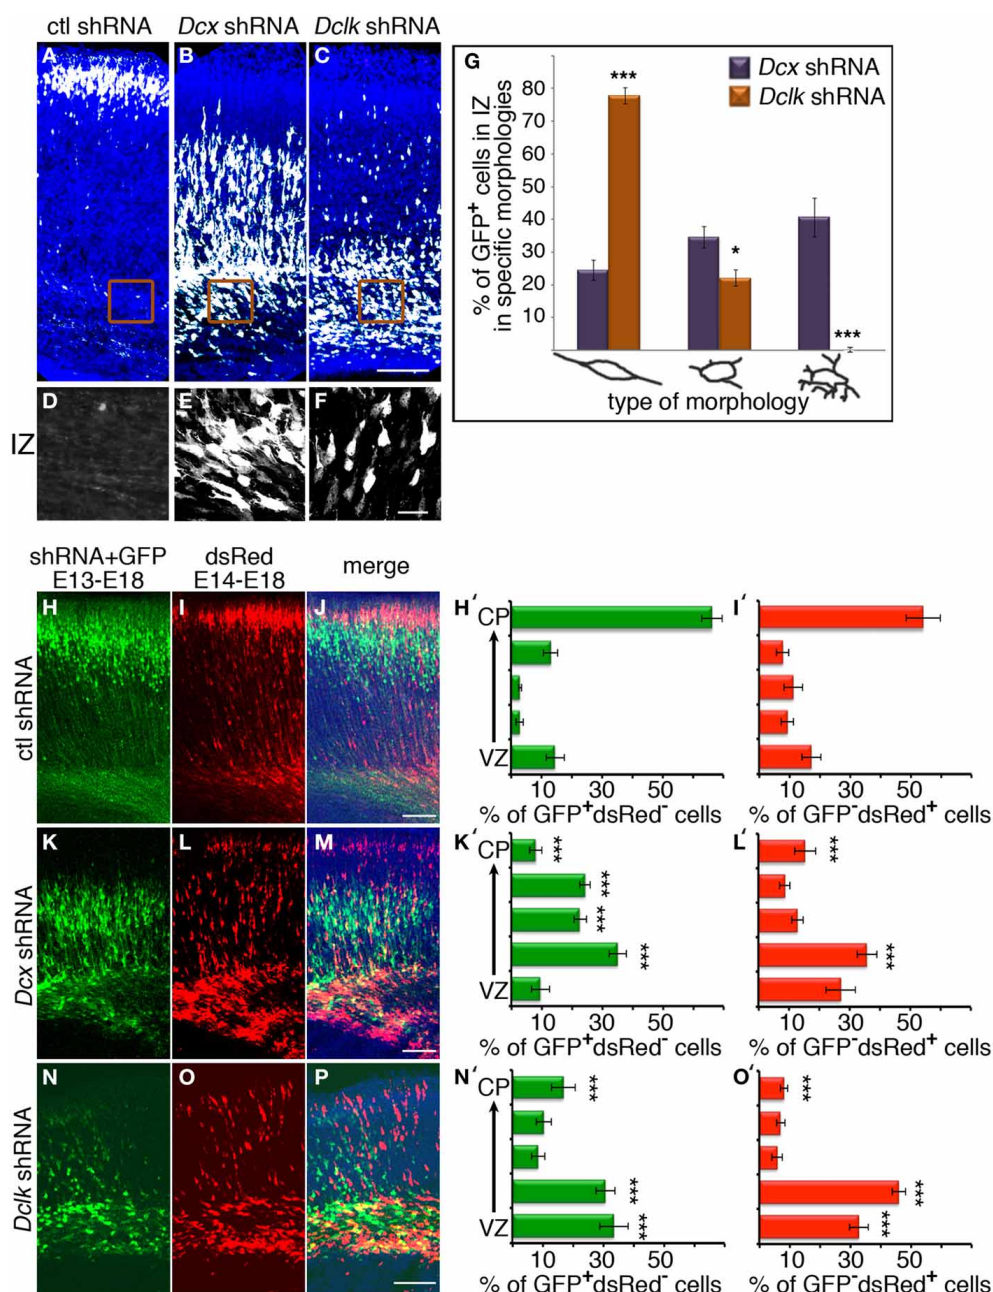 ctl shRNA
Dcx shRNA
Dclk shRNA
A
B
C
G
Dcx shRNA
Dclk shRNA
% of GFP+ cells in IZ
in specific morphologies
80
70
60
50
40
30
20
10
***
*
***
type of morphology
IZ
D
E
F
shRNA+GFP
E13-E18
dsRed
E14-E18
merge
ctl shRNA
H
I
J
H'
CP
VZ
10
30
50
% of GFP+dsRed- cells
I'
10
30
50
% of GFP-dsRed+ cells
Dcx shRNA
K
L
M
K'
CP
VZ
***
***
***
***
10
30
50
% of GFP+dsRed- cells
L'
***
***
10
30
50
% of GFP-dsRed+ cells
Dclk shRNA
N
O
P
N'
CP
VZ
***
***
***
10
30
50
% of GFP+dsRed- cells
O'
***
***
***
10
30
50
% of GFP-dsRed+ cells